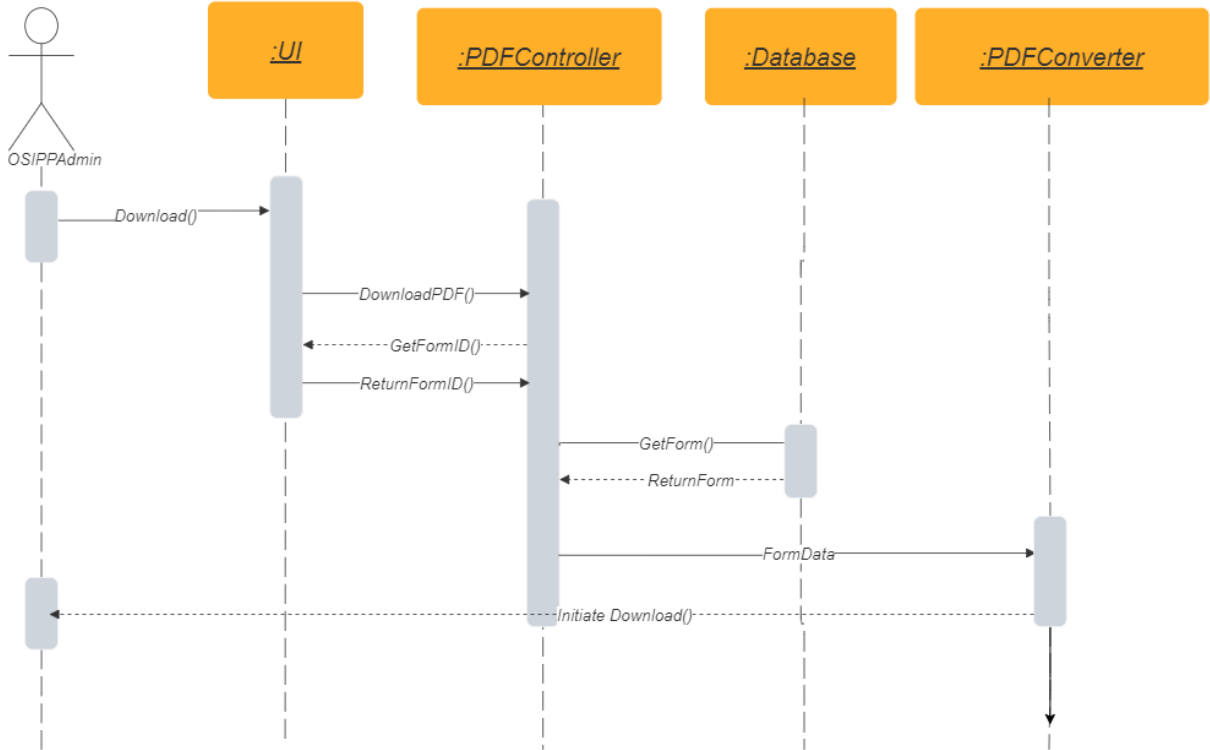 :UI
:PDFController
:Database
:PDFConverter
OSIPPAdmin
Download()
DownloadPDF()
GetFormID()
ReturnFormID()
GetForm()
ReturnForm
FormData
Initiate Download()